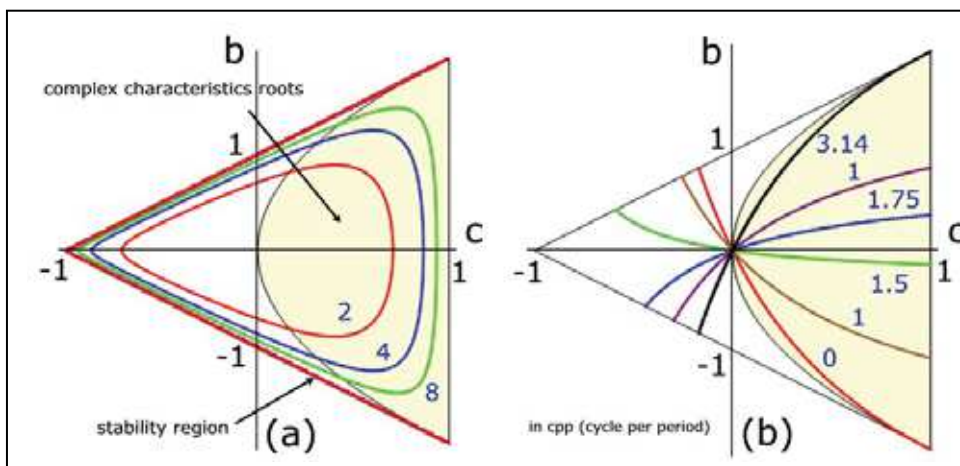 b
complex characteristics roots
1
c
-1
1
2
4
-1
8
stability region
(a)
b
1
3.14
1
1.75
c
-1
1
1.5
1
-1
0
in cpp (cycle per period)
(b)